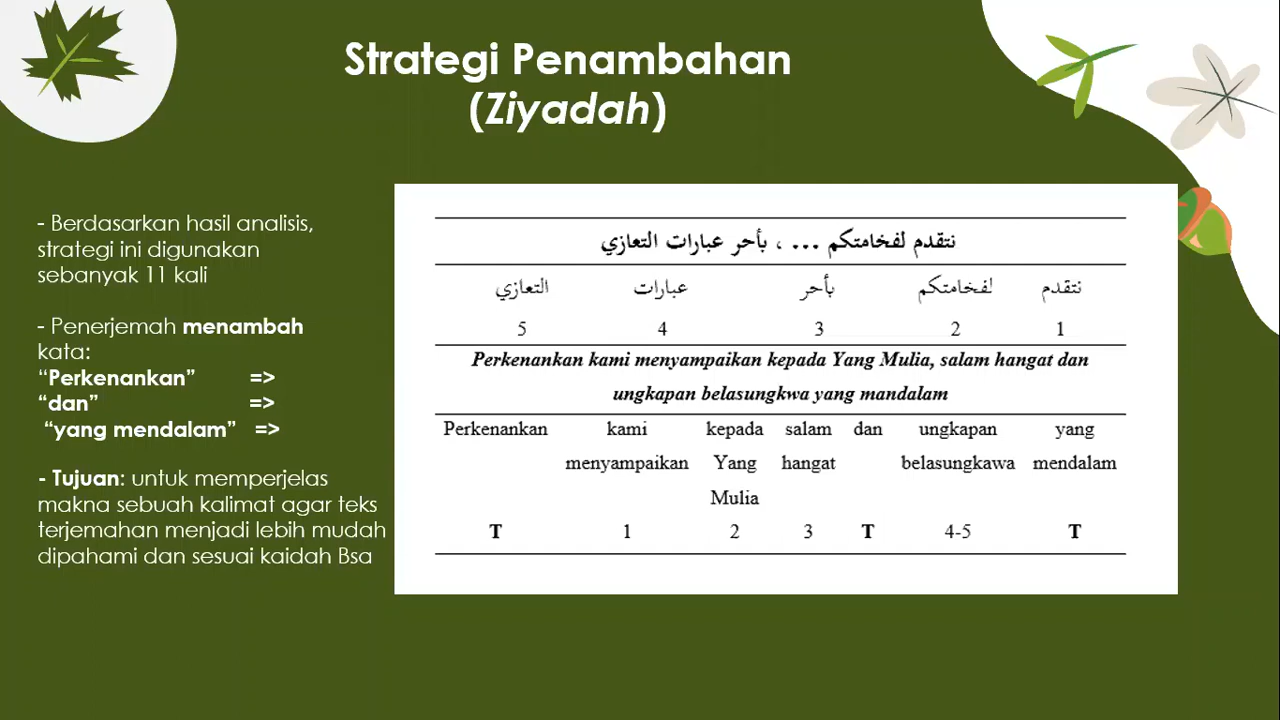 Strategi Penambahan
(Ziyadah)
- Berdasarkan hasil analisis,
strategi ini digunakan
sebanyak 11 kali
- Penerjemah menambah
kata:
“Perkenankan” =>
“dan” =>
“yang mendalam” =>
- Tujuan: untuk memperjelas
makna sebuah kalimat agar teks
terjemahan menjadi lebih mudah
dipahami dan sesuai kaidah Bsa
نتقدم لفخامتكم ... ، بأحر عبارات التعازي
نتقدم لفخامتكم بأحر عبارات التعازي
1 2 3 4 5
Perkenankan kami menyampaikan kepada Yang Mulia, salam hangat dan
ungkapan belasungkwa yang mandalam
Perkenankan kami kepada salam dan ungkapan yang
menyampaikan Yang hangat belasungkawa mendalam
Mulia
T 1 2 3 T 4-5 T